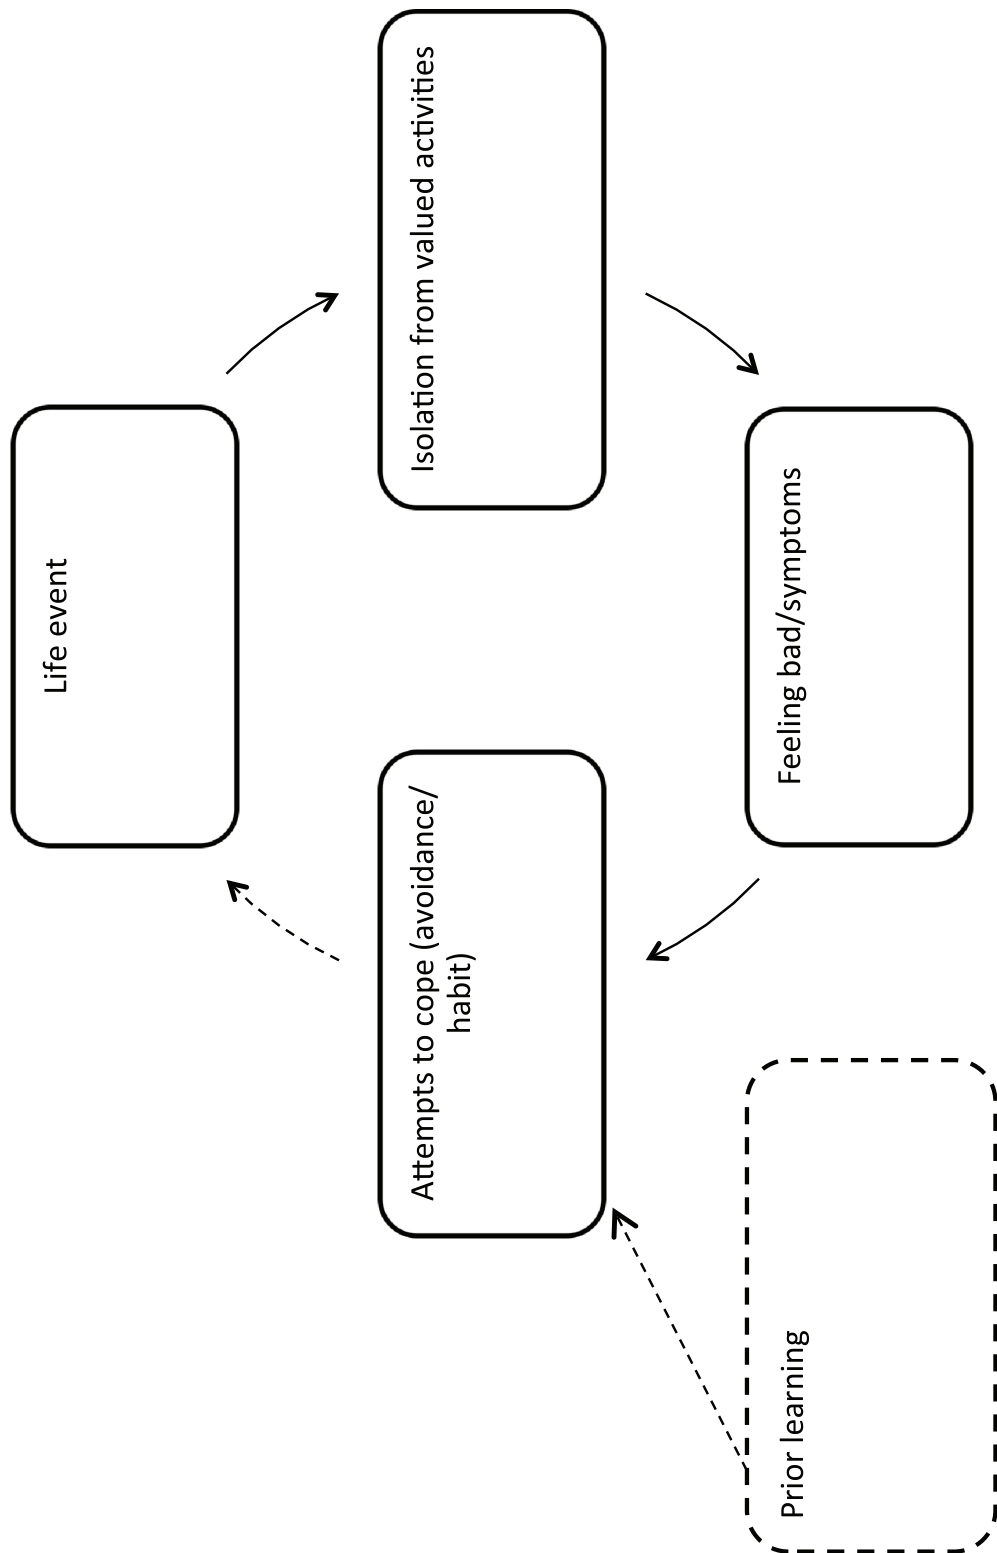 Life event
Isolation from valued activities
Attempts to cope (avoidance/
habit)
Feeling bad/symptoms
Prior learning